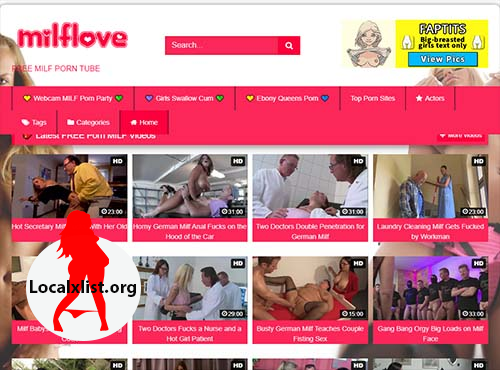 milflove
FREE MILF PORN TUBE
Search...
FAPTITS
Big-breasted
girls text only
View Pics
Webcam MILF Porn Party
Girls Swallow Cum
Ebony Queens Porn
Top Porn Sites
Actors
Tags
Categories
Home
Latest FREE Porn MILF Videos
More videos
HD
23:00
HD
31:00
HD
31:00
HD
23:00
Hot Secretary Mil
With Her Old
Horny German Milf Anal Fucks on the
Hood of the Car
Two Doctors Double Penetration for
German Milf
Laundry Cleaning Milf Gets Fucked
by Workman
Localxlist.org
HD
29:00
HD
15:00
HD
33:00
Milf Babys
g
Two Doctors Fucks a Nurse and a
Hot Girl Patient
Busty German Milf Teaches Couple
Fisting Sex
Gang Bang Orgy Big Loads on Milf
Face
HD
HD
HD